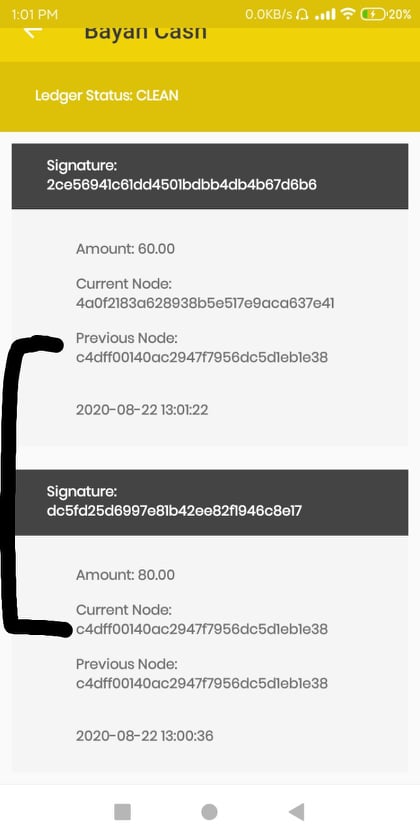 1:01 PM 0.0KB/s 20%
Bayan Cash
Ledger Status: CLEAN
Signature:
2ce56941c61dd4501bdbb4db4b67d6b6
Amount: 60.00
Current Node:
4a0f2183a628938b5e517e9aca637e41
Previous Node:
c4dff00140ac2947f7956dc5d1eb1e38
2020-08-22 13:01:22
Signature:
dc5fd25d6997e81b42ee82f1946c8e17
Amount: 80.00
Current Node:
c4dff00140ac2947f7956dc5d1eb1e38
Previous Node:
c4dff00140ac2947f7956dc5d1eb1e38
2020-08-22 13:00:36